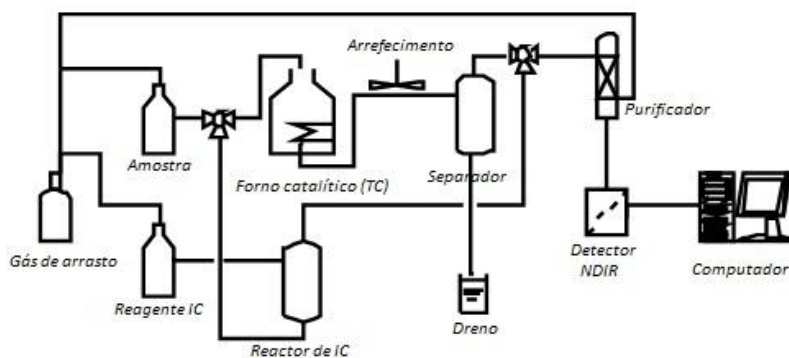 Arrefecimento
Purificador
Amostra
Forno catalítico (TC)
Separador
Gás de arrasto
Reagente IC
Reactor de IC
Dreno
Detector
NDIR
Computador